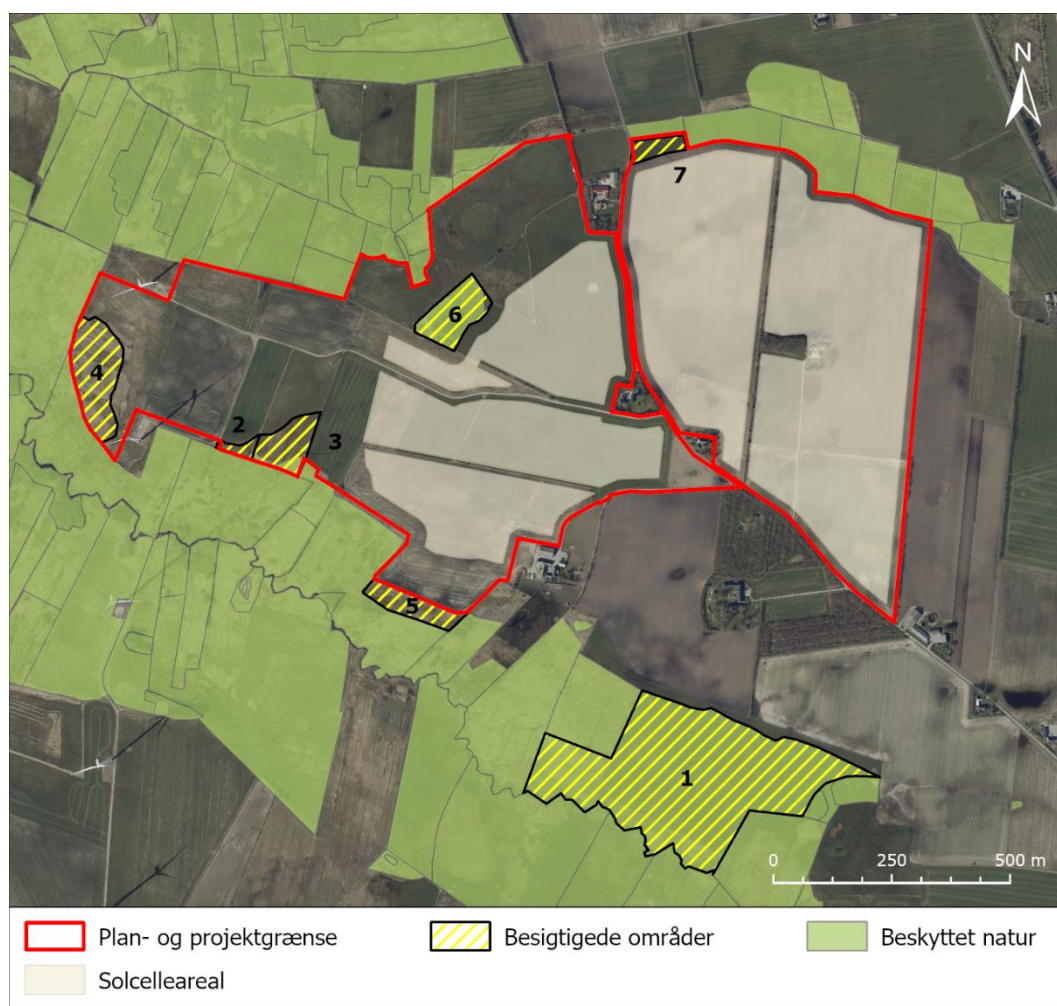 N
7
6
4
2
3
5
1
0 250 500 m
Plan- og projektgrænse
Besigtigede områder
Beskyttet natur
Solcelleareal